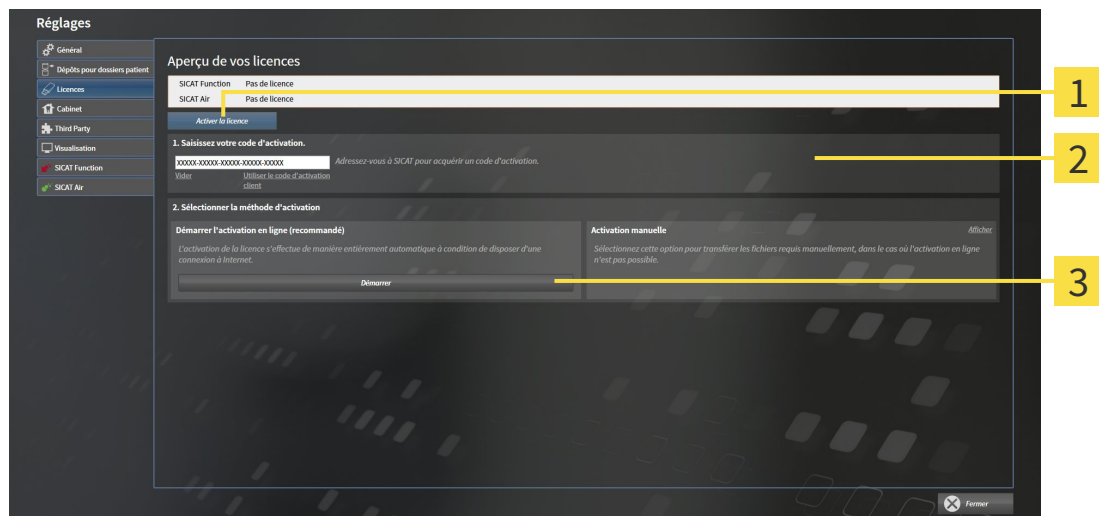 Réglages
Général
Dépôts pour dossiers patient
Licences
Cabinet
Third Party
Visualisation
SICAT Function
SICAT Air
Aperçu de vos licences
SICAT Function Pas de licence
SICAT Air Pas de licence
Activer la licence
1. Saisissez votre code d'activation.
XXXXX-XXXXX-XXXXX-XXXXX-XXXXX
Adressez-vous à SICAT pour acquérir un code d'activation.
Vider
Utiliser le code d'activation
client
2. Sélectionner la méthode d'activation
Démarrer l'activation en ligne (recommandé)
L'activation de la licence s'effectue de manière entièrement automatique à condition de disposer d'une
connexion à Internet.
Démarrer
Activation manuelle
Afficher
Sélectionnez cette option pour transférer les fichiers requis manuellement, dans le cas où l'activation en ligne
n'est pas possible.
Fermer
1
2
3